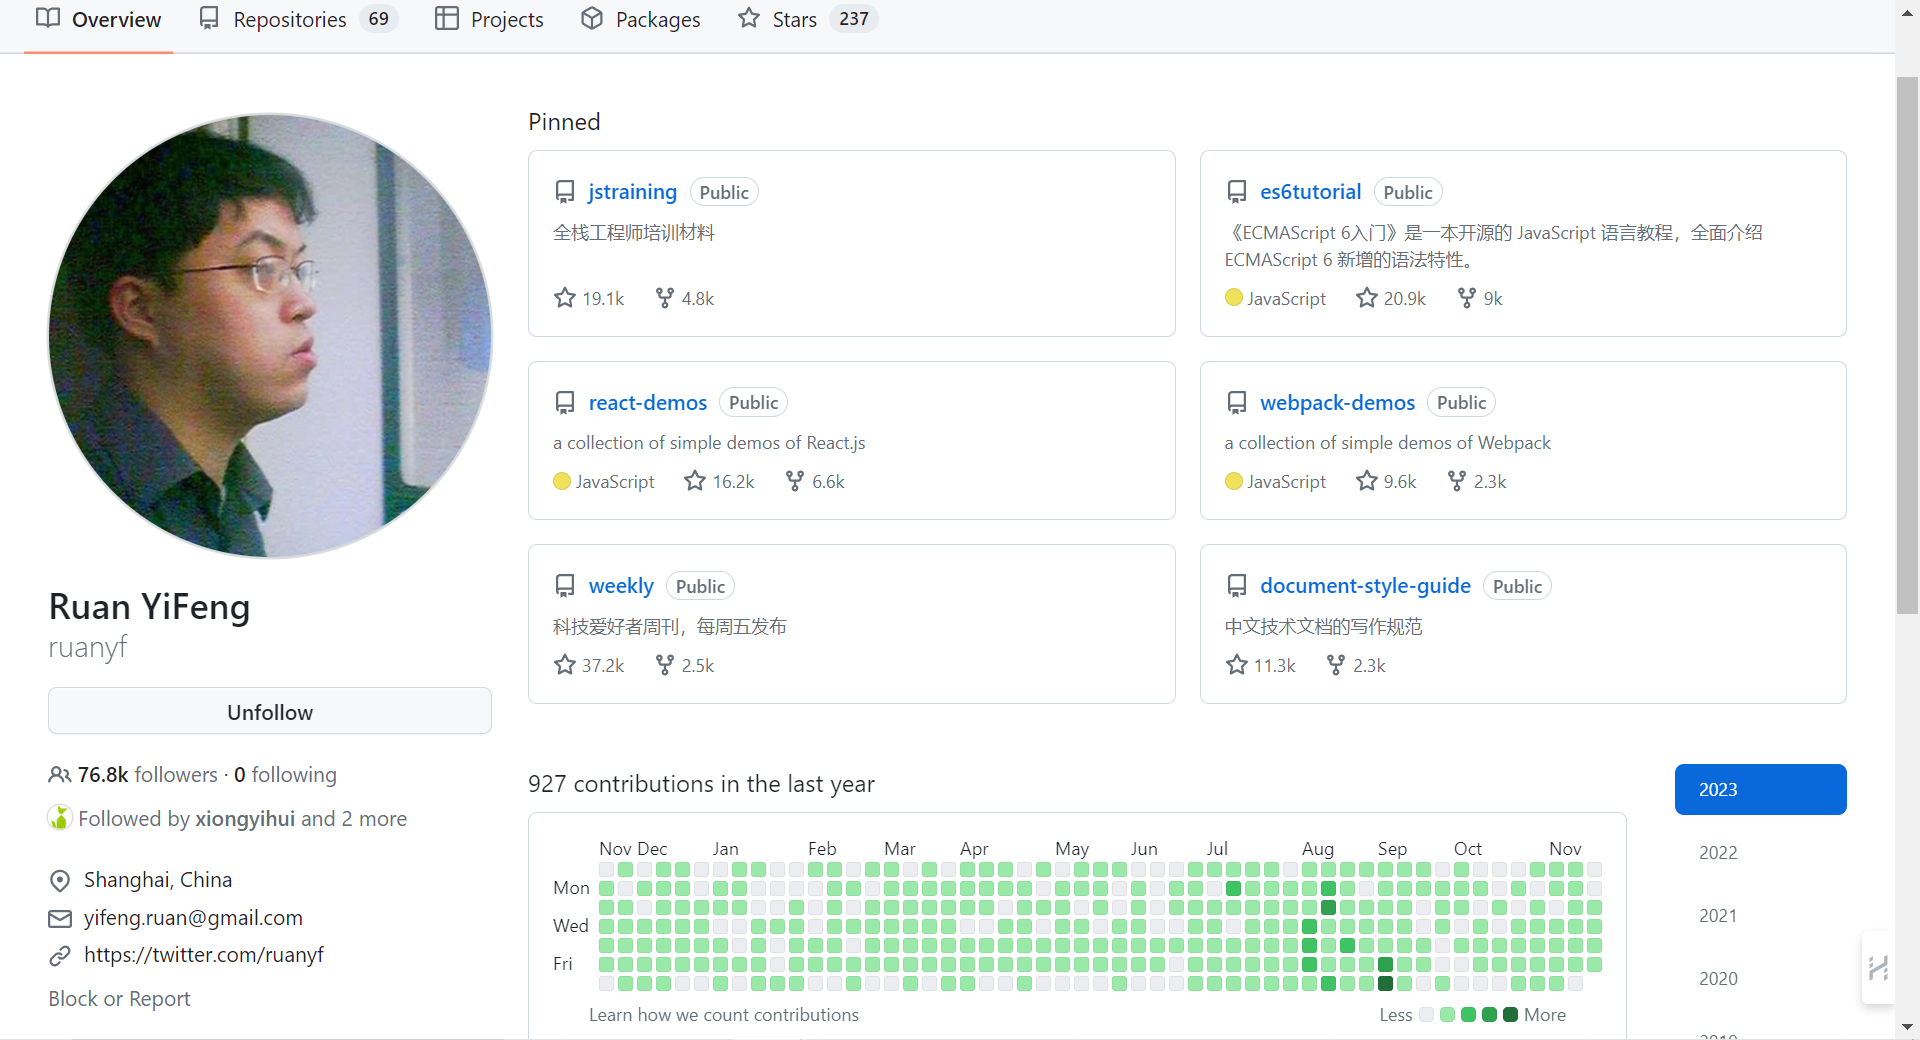 Overview
Repositories 69
Projects
Packages
Stars 237
Ruan YiFeng
ruanyf
Unfollow
76.8k followers · 0 following
Followed by xiongyihui and 2 more
Shanghai, China
yifeng.ruan@gmail.com
https://twitter.com/ruanyf
Block or Report
Pinned
jstraining Public
全栈工程师培训材料
19.1k 4.8k
es6tutorial Public
《ECMAScript 6入门》是一本开源的 JavaScript 语言教程，全面介绍
ECMAScript 6 新增的语法特性。
JavaScript 20.9k 9k
react-demos Public
a collection of simple demos of React.js
JavaScript 16.2k 6.6k
webpack-demos Public
a collection of simple demos of Webpack
JavaScript 9.6k 2.3k
weekly Public
科技爱好者周刊，每周五发布
37.2k 2.5k
document-style-guide Public
中文技术文档的写作规范
11.3k 2.3k
927 contributions in the last year
Nov Dec Jan Feb Mar Apr May Jun Jul Aug Sep Oct Nov
Mon
Wed
Fri
Learn how we count contributions
Less More
2023
2022
2021
2020